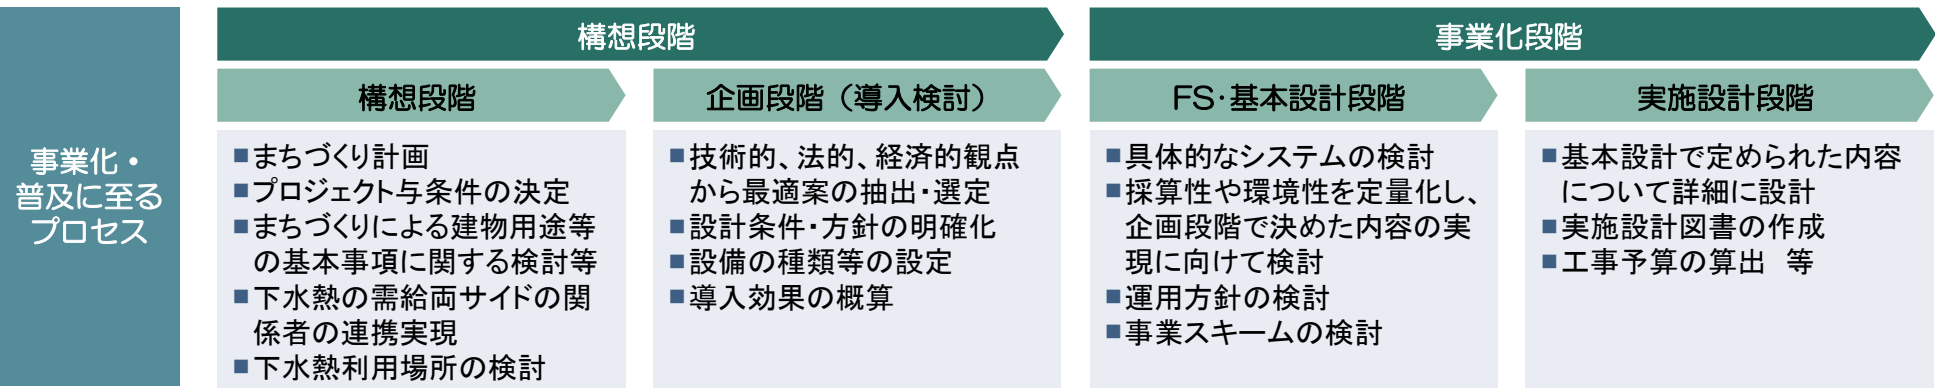 事業化・
普及に至る
プロセス
構想段階
事業化段階
構想段階
企画段階（導入検討）
FS・基本設計段階
実施設計段階
■まちづくり計画
■プロジェクト与条件の決定
■まちづくりによる建物用途等
の基本事項に関する検討等
■下水熱の需給両サイドの関
係者の連携実現
■下水熱利用場所の検討
■技術的、法的、経済的観点
から最適案の抽出・選定
■設計条件・方針の明確化
■設備の種類等の設定
■導入効果の概算
■具体的なシステムの検討
■採算性や環境性を定量化し、
企画段階で決めた内容の実
現に向けて検討
■運用方針の検討
■事業スキームの検討
■基本設計で定められた内容
について詳細に設計
■実施設計図書の作成
■工事予算の算出　等